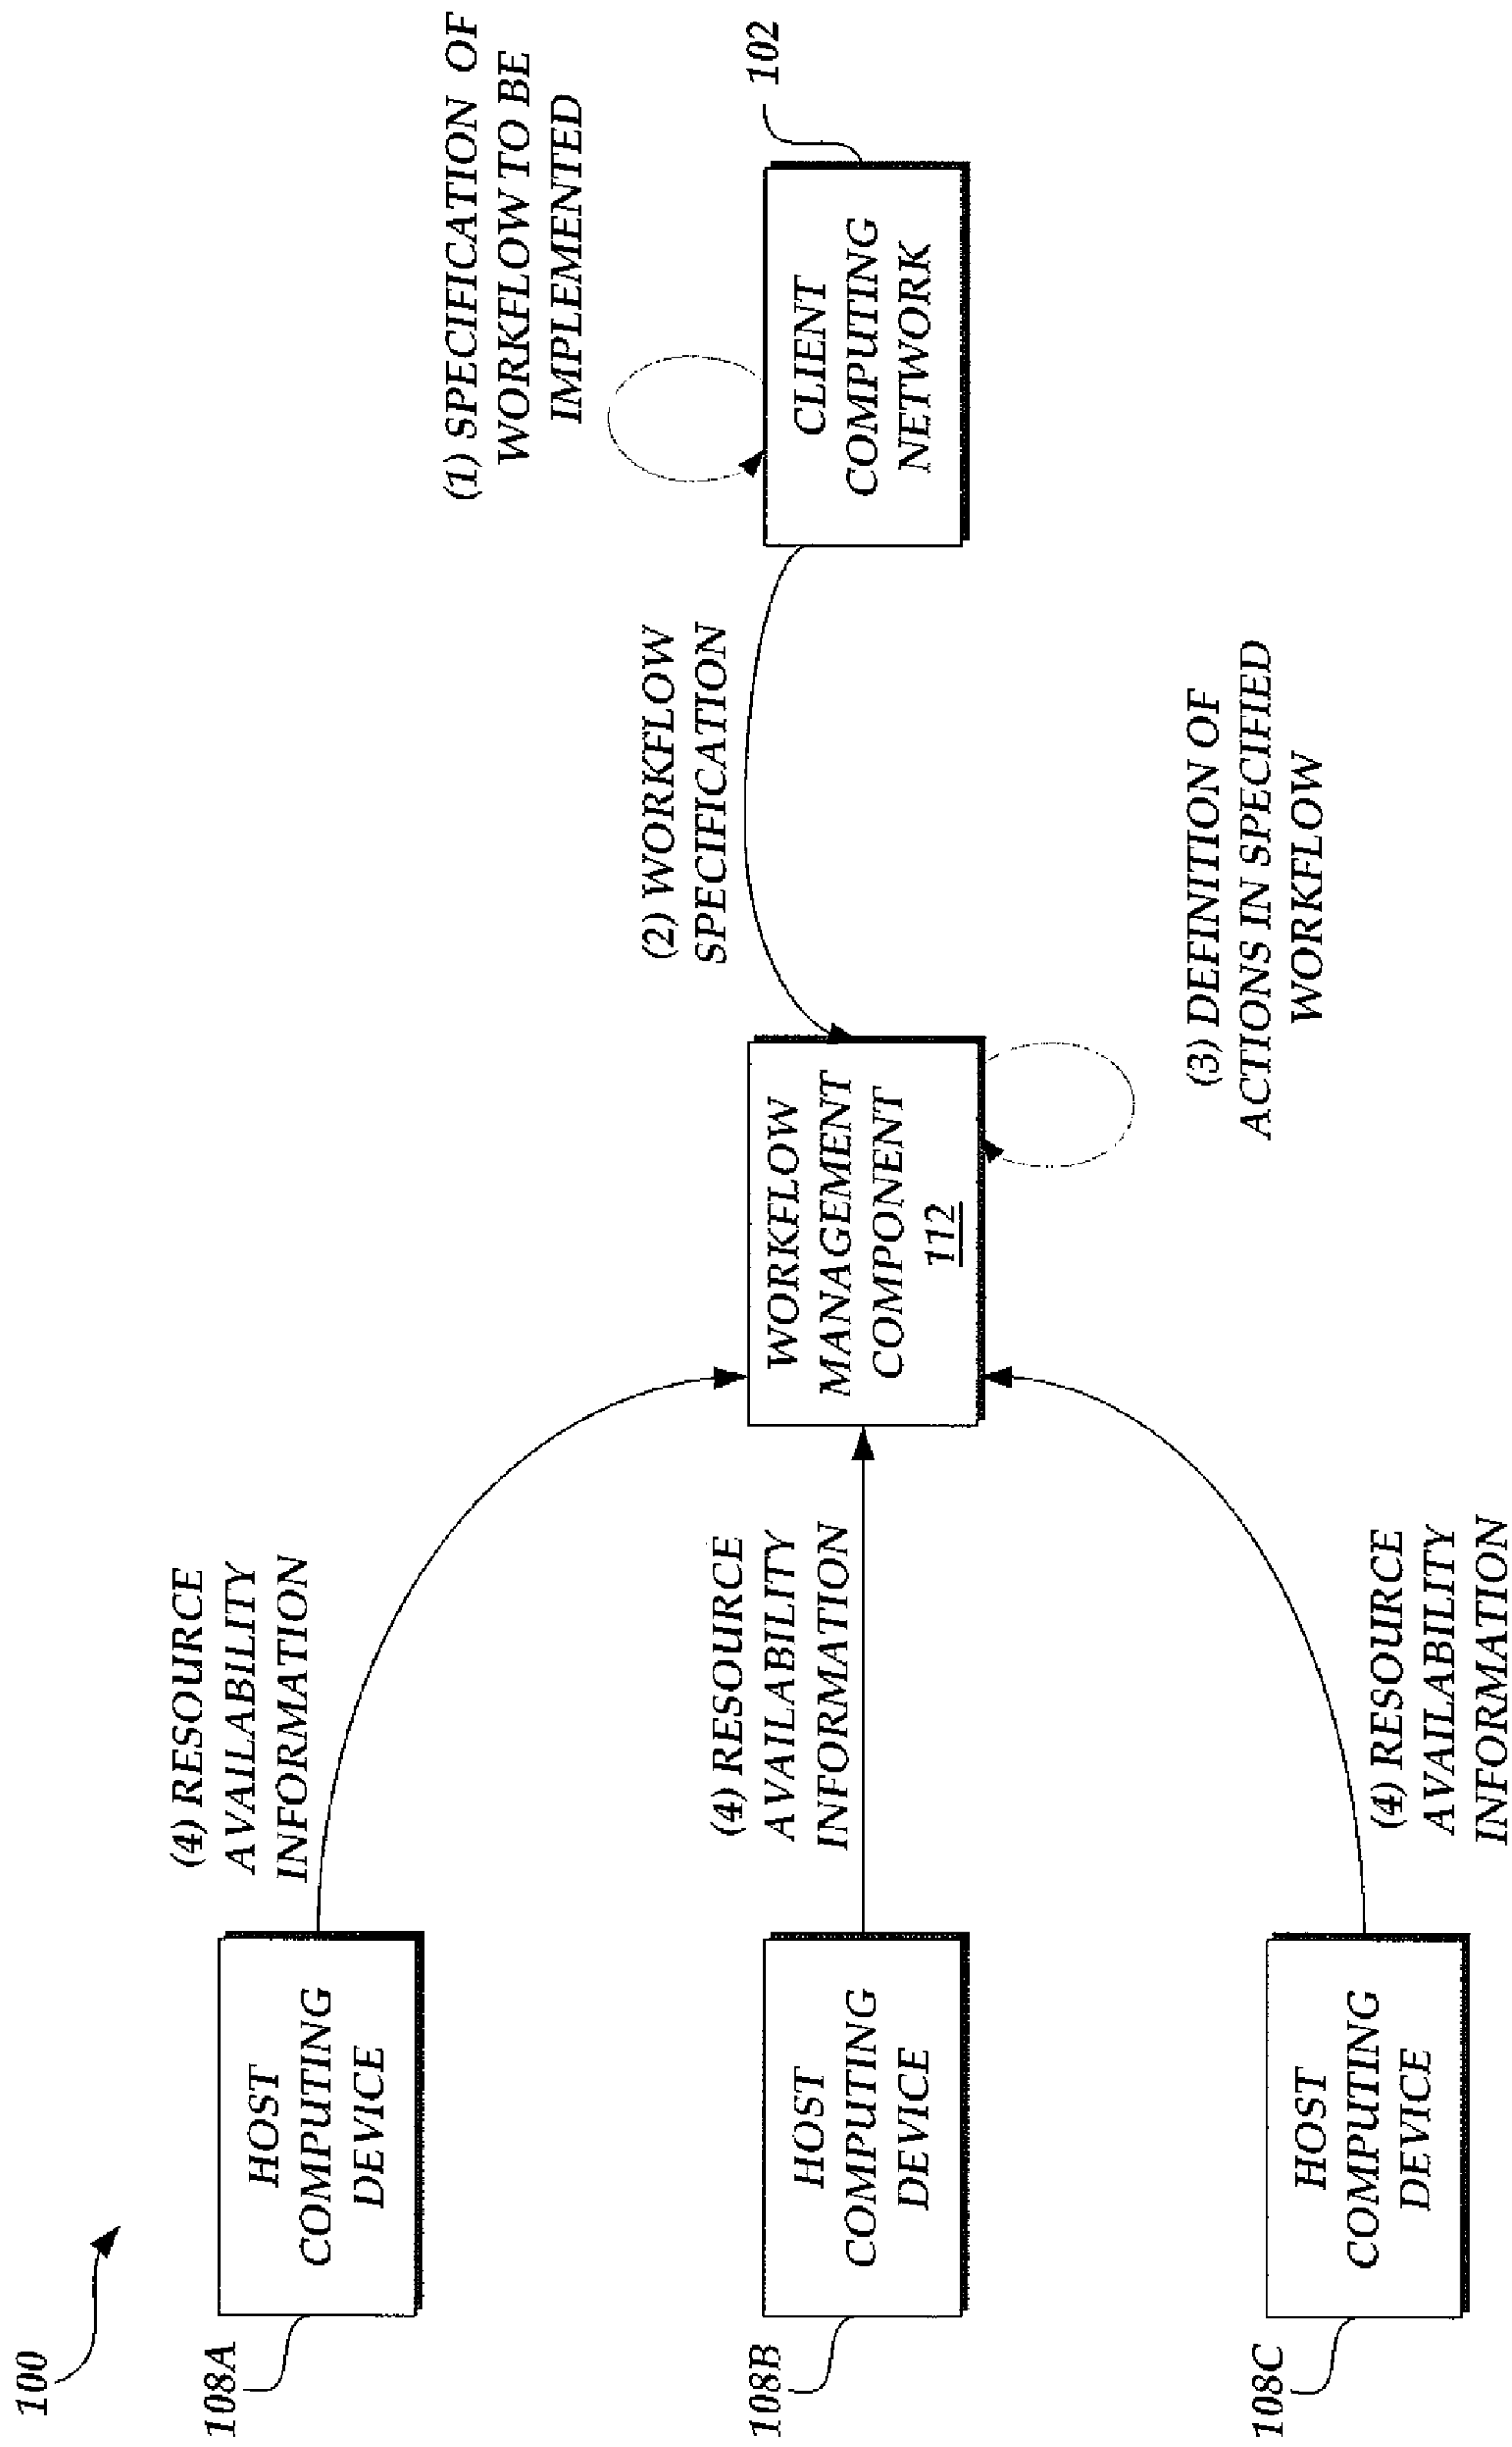 100
108A
HOST
COMPUTING
DEVICE
(4) RESOURCE
AVAILABILITY
INFORMATION
108B
HOST
COMPUTING
DEVICE
(4) RESOURCE
AVAILABILITY
INFORMATION
108C
HOST
COMPUTING
DEVICE
(4) RESOURCE
AVAILABILITY
INFORMATION
WORKFLOW
MANAGEMENT
COMPONENT
112
(2) WORKFLOW
SPECIFICATION
(3) DEFINITION OF
ACTIONS IN SPECIFIED
WORKFLOW
(1) SPECIFICATION OF
WORKFLOW TO BE
IMPLEMENTED
CLIENT
COMPUTING
NETWORK
102